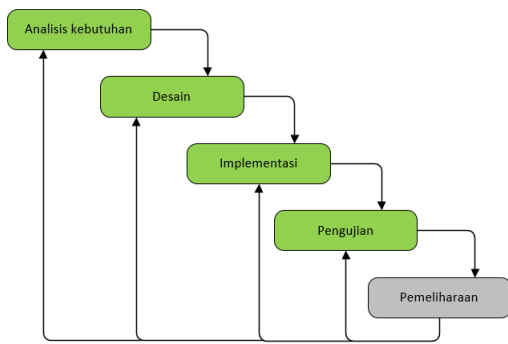 Analisis kebutuhan
Desain
Implementasi
Pengujian
Pemeliharaan